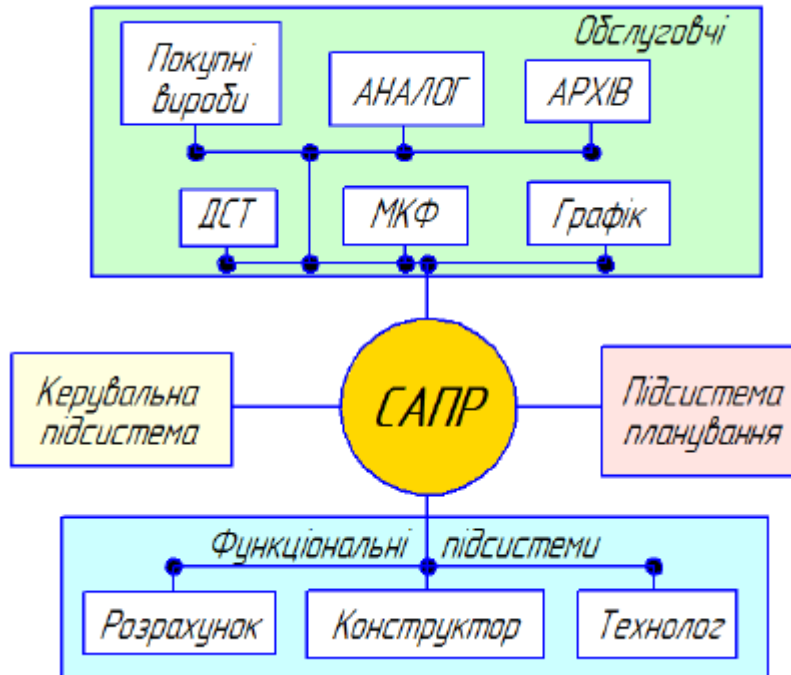 Обслуговчі
Покупні
вироби
АНАЛОГ
АРХІВ
ДСТ
МКФ
Графік
Керувальна
підсистема
САПР
Підсистема
планування
Функціональні підсистеми
Розрахунок
Конструктор
Технолог